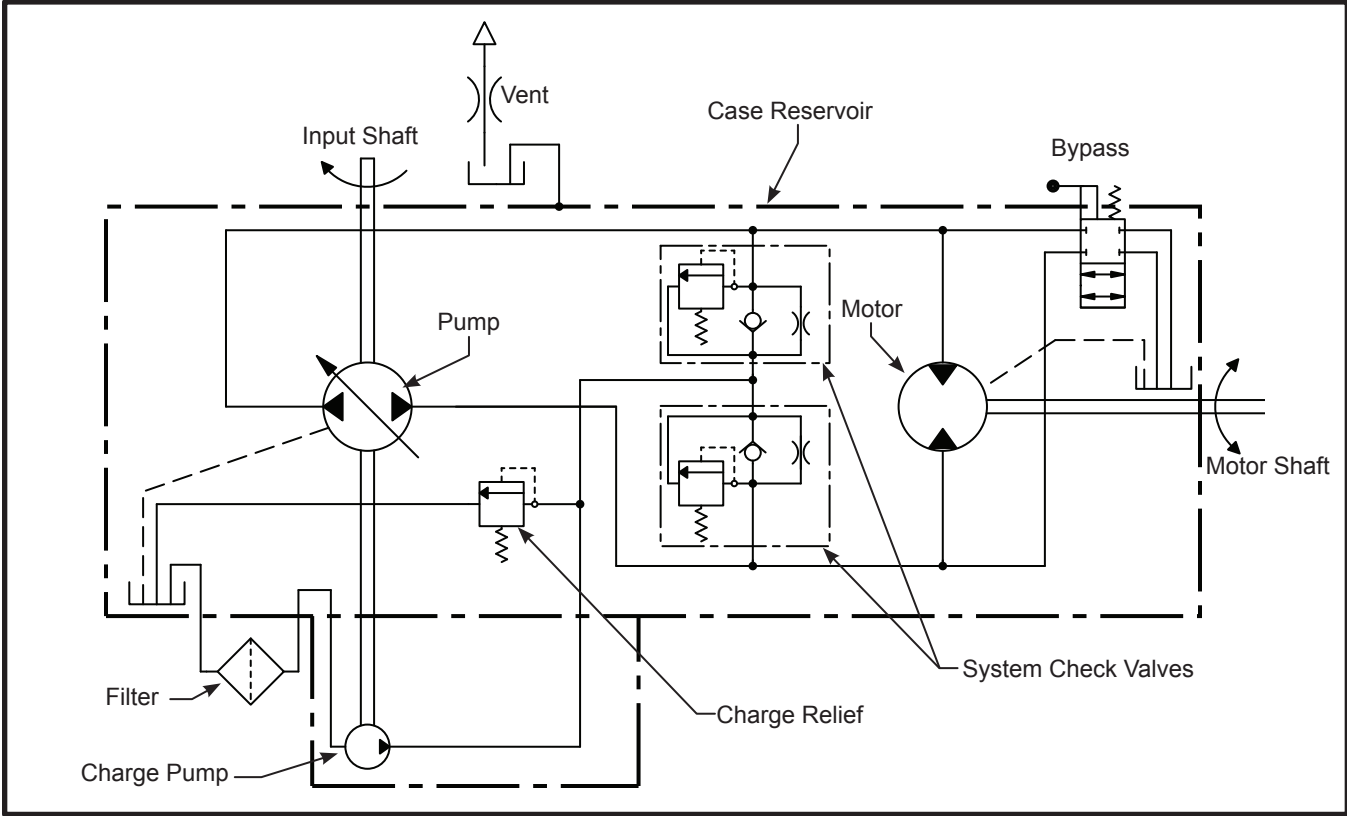 Vent
Case Reservoir
Input Shaft
Bypass
Pump
Motor
Motor Shaft
System Check Valves
Filter
Charge Relief
Charge Pump